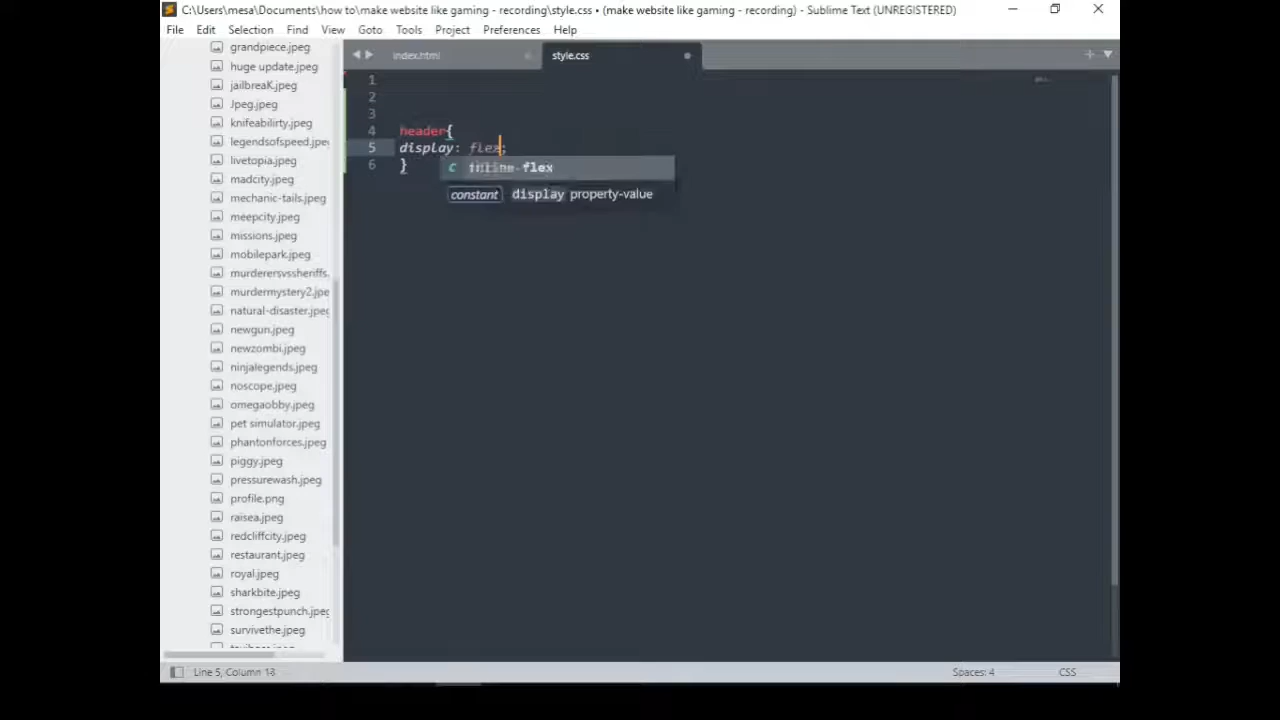 C:\Users\mesa\Documents\how to\make website like gaming - recording\style.css • (make website like gaming - recording) - Sublime Text (UNREGISTERED)
File Edit Selection Find View Goto Tools Project Preferences Help
grandpiece.jpeg
huge update.jpeg
jailbreaK.jpeg
Jpeg.jpeg
knifeabilirty.jpeg
legendsofspeed.jpe
livetopia.jpeg
madcity.jpeg
mechanic-tails.jpeg
meepcity.jpeg
missions.jpeg
mobilepark.jpeg
murderersvssheriffs.
murdermystery2.jpe
natural-disaster.jpeg
newgun.jpeg
newzombi.jpeg
ninjalegends.jpeg
noscope.jpeg
omegaobby.jpeg
pet simulator.jpeg
phantonforces.jpeg
piggy.jpeg
pressurewash.jpeg
profile.png
raisea.jpeg
redcliffcity.jpeg
restaurant.jpeg
royal.jpeg
sharkbite.jpeg
strongestpunch.jpeg
survivethe.jpeg
index.html
style.css
1
2
3
4 header{
5 display: flex;
6 }
c inline-flex
constant display property-value
Line 5, Column 13
Spaces: 4
CSS